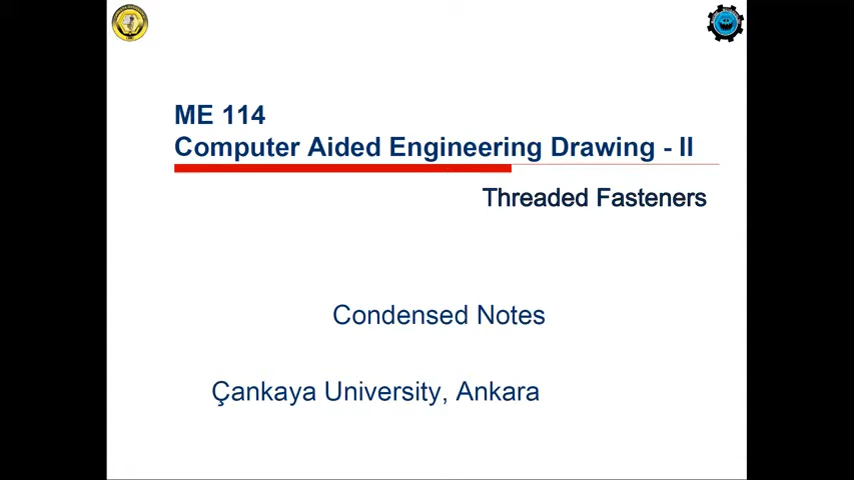 ME 114
Computer Aided Engineering Drawing - II
Threaded Fasteners
Condensed Notes
Çankaya University, Ankara